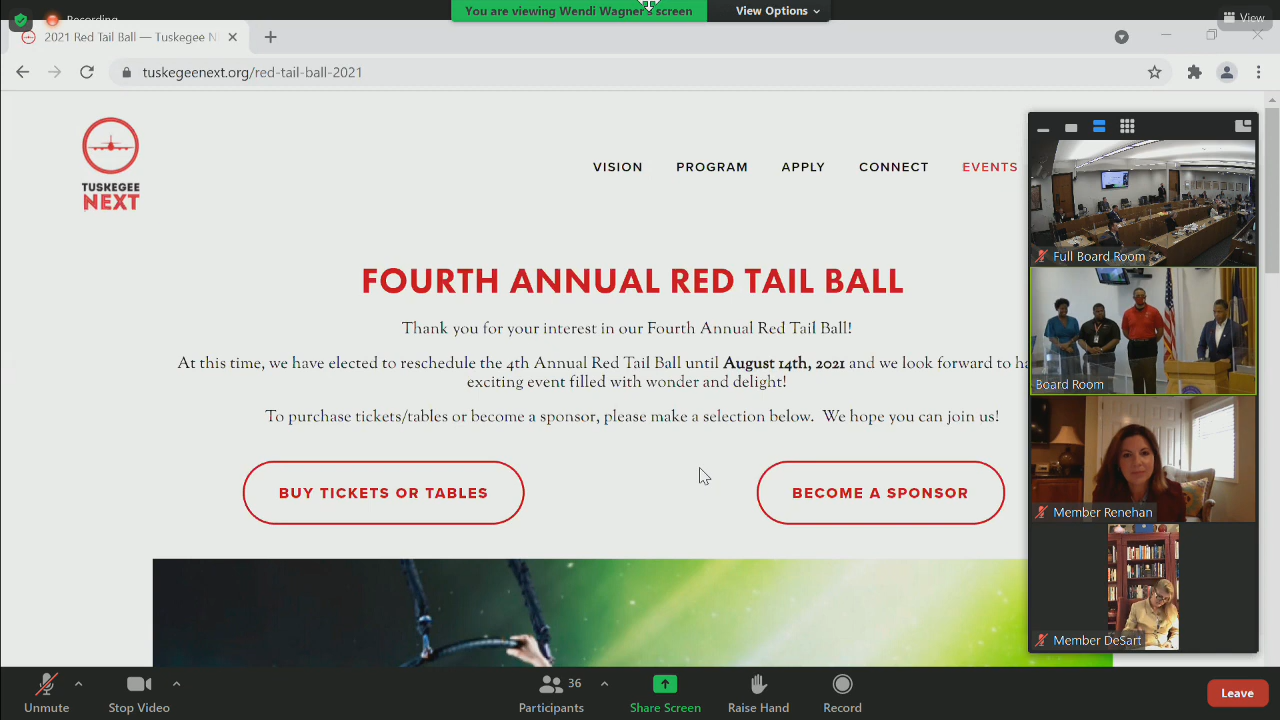 Recording
You are viewing Wendi Wagner's screen
View Options
View
2021 Red Tail Ball — Tuskegee N
tuskegeenext.org/red-tail-ball-2021
TUSKEGEE
NEXT
VISION PROGRAM APPLY CONNECT EVENTS
FOURTH ANNUAL RED TAIL BALL
Thank you for your interest in our Fourth Annual Red Tail Ball!
At this time, we have elected to reschedule the 4th Annual Red Tail Ball until August 14th, 2021 and we look forward to ha
exciting event filled with wonder and delight!
To purchase tickets/tables or become a sponsor, please make a selection below. We hope you can join us!
BUY TICKETS OR TABLES
BECOME A SPONSOR
Full Board Room
Board Room
Member Renehan
Member DeSart
Unmute
Stop Video
36
Participants
Share Screen
Raise Hand
Record
Leave